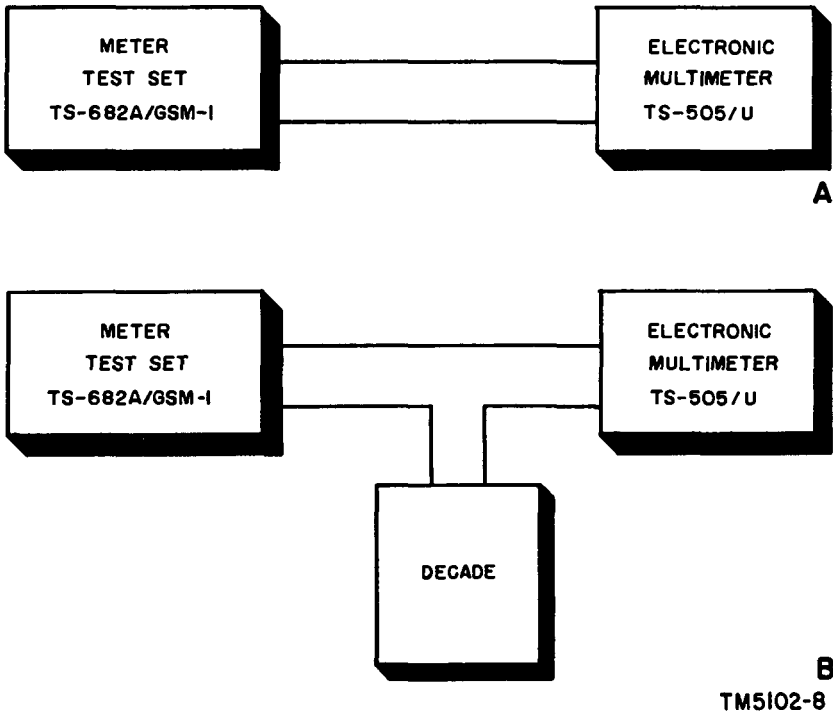 METER
TEST SET
TS-682A/GSM-1
ELECTRONIC
MULTIMETER
TS-505/U
A
METER
TEST SET
TS-682A/GSM-1
ELECTRONIC
MULTIMETER
TS-505/U
DECADE
B
TM5102-8